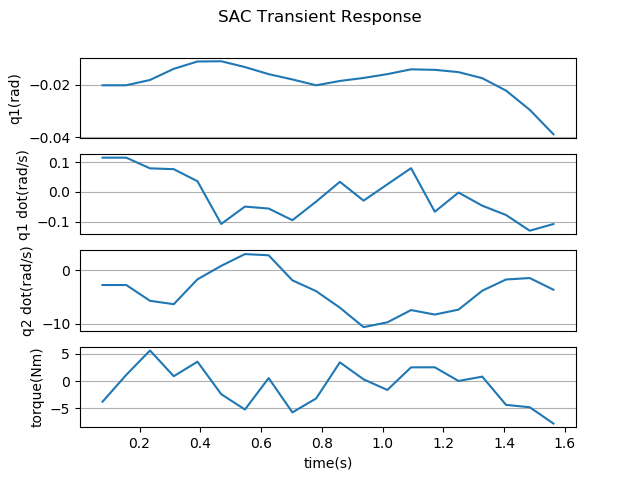 SAC Transient Response
q1(rad)
−0.02
−0.04
q1 dot(rad/s)
0.1
0.0
−0.1
q2 dot(rad/s)
0
−10
torque(Nm)
5
0
−5
0.2 0.4 0.6 0.8 1.0 1.2 1.4 1.6
time(s)